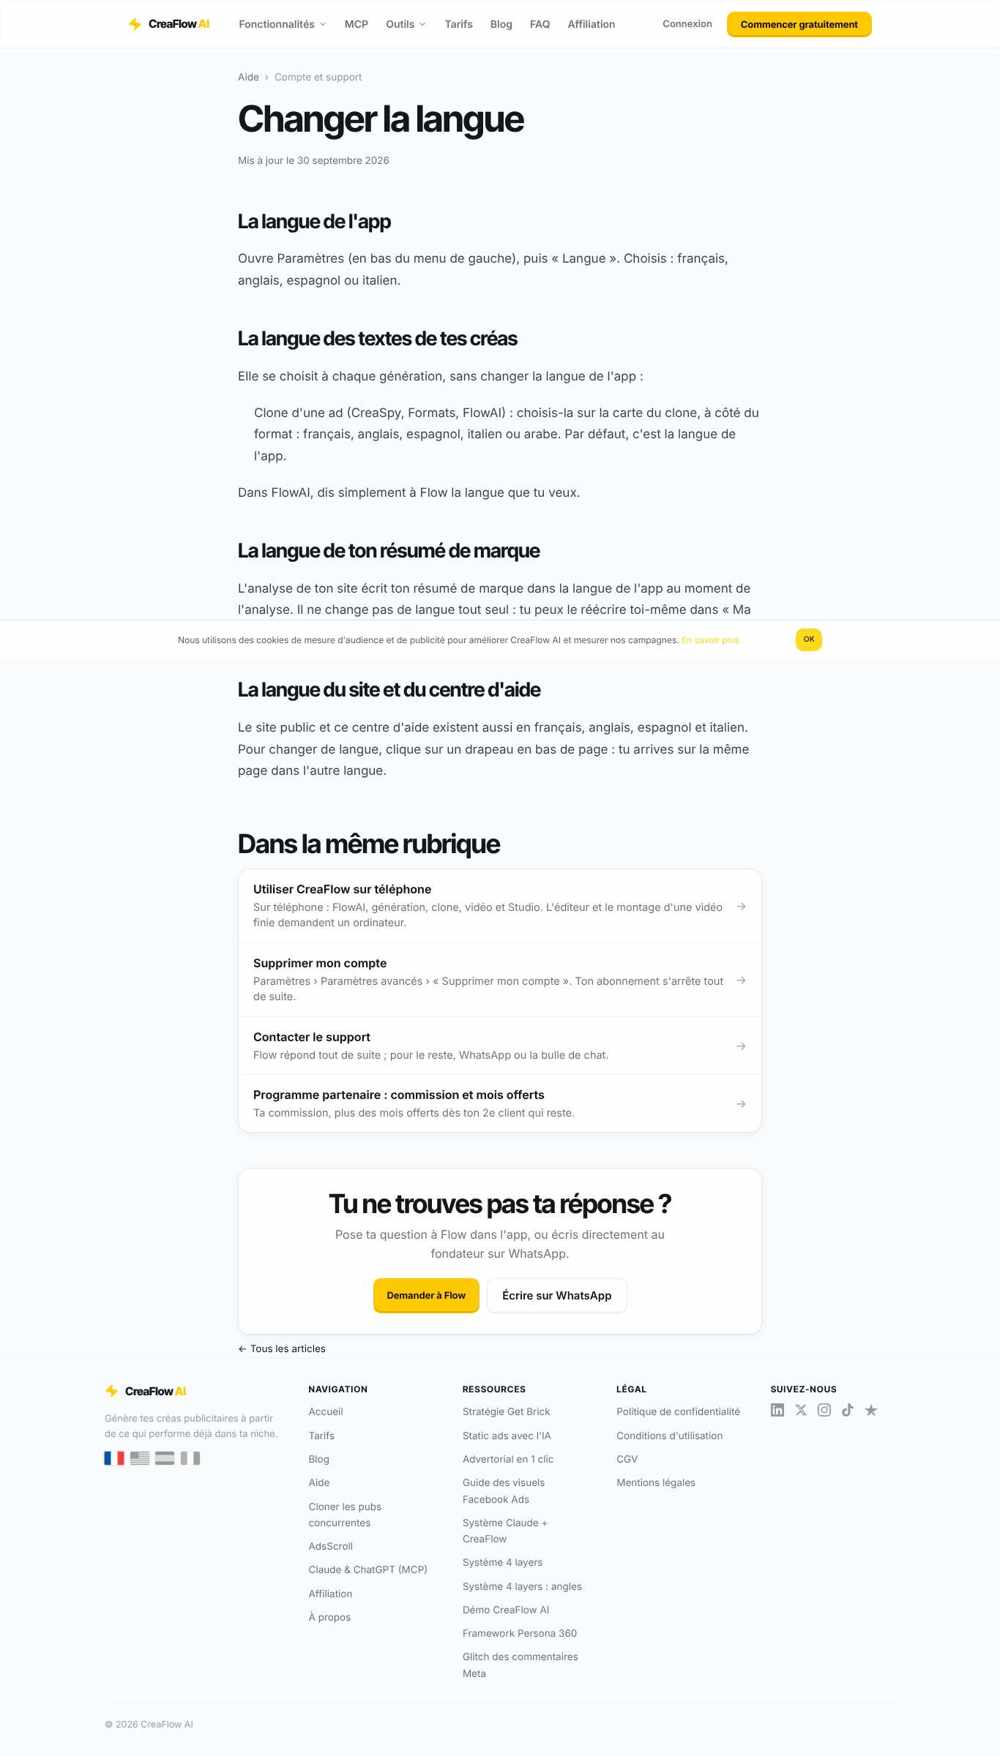 CreaFlow AI
Fonctionnalités
MCP
Outils
Tarifs
Blog
FAQ
Affiliation
Connexion
Commencer gratuitement
Aide › Compte et support
Changer la langue
Mis à jour le 30 septembre 2026
La langue de l'app
Ouvre Paramètres (en bas du menu de gauche), puis « Langue ». Choisis : français,
anglais, espagnol ou italien.
La langue des textes de tes créas
Elle se choisit à chaque génération, sans changer la langue de l'app :
Clone d'une ad (CreaSpy, Formats, FlowAI) : choisis-la sur la carte du clone, à côté du
format : français, anglais, espagnol, italien ou arabe. Par défaut, c'est la langue de
l'app.
Dans FlowAI, dis simplement à Flow la langue que tu veux.
La langue de ton résumé de marque
L'analyse de ton site écrit ton résumé de marque dans la langue de l'app au moment de
l'analyse. Il ne change pas de langue tout seul : tu peux le réécrire toi-même dans « Ma
Nous utilisons des cookies de mesure d'audience et de publicité pour améliorer CreaFlow AI et mesurer nos campagnes. En savoir plus
OK
La langue du site et du centre d'aide
Le site public et ce centre d'aide existent aussi en français, anglais, espagnol et italien.
Pour changer de langue, clique sur un drapeau en bas de page : tu arrives sur la même
page dans l'autre langue.
Dans la même rubrique
Utiliser CreaFlow sur téléphone
Sur téléphone : FlowAI, génération, clone, vidéo et Studio. L'éditeur et le montage d'une vidéo
finie demandent un ordinateur.
→
Supprimer mon compte
Paramètres › Paramètres avancés › « Supprimer mon compte ». Ton abonnement s'arrête tout
de suite.
→
Contacter le support
Flow répond tout de suite ; pour le reste, WhatsApp ou la bulle de chat.
→
Programme partenaire : commission et mois offerts
Ta commission, plus des mois offerts dès ton 2e client qui reste.
→
Tu ne trouves pas ta réponse ?
Pose ta question à Flow dans l'app, ou écris directement au
fondateur sur WhatsApp.
Demander à Flow
Écrire sur WhatsApp
← Tous les articles
CreaFlow AI
Génère tes créas publicitaires à partir
de ce qui performe déjà dans ta niche.
NAVIGATION
Accueil
Tarifs
Blog
Aide
Cloner les pubs
concurrentes
AdsScroll
Claude & ChatGPT (MCP)
Affiliation
À propos
RESSOURCES
Stratégie Get Brick
Static ads avec l'IA
Advertorial en 1 clic
Guide des visuels
Facebook Ads
Système Claude +
CreaFlow
Système 4 layers
Système 4 layers : angles
Démo CreaFlow AI
Framework Persona 360
Glitch des commentaires
Meta
LÉGAL
Politique de confidentialité
Conditions d'utilisation
CGV
Mentions légales
SUIVEZ-NOUS
© 2026 CreaFlow AI